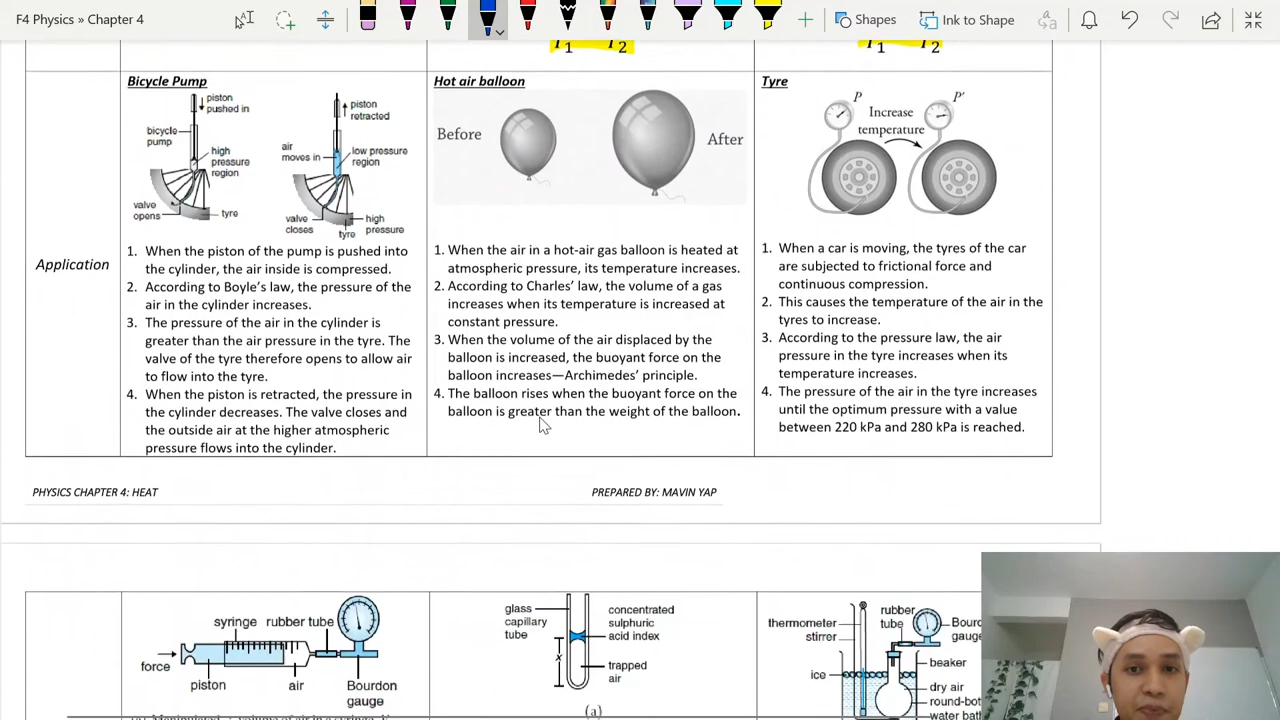 F4 Physics » Chapter 4
Shapes
Ink to Shape
T1 T2
T1 T2
Application
Bicycle Pump
piston
pushed in
bicycle
pump
high
pressure
region
valve
opens
tyre
piston
retracted
air
moves in
low pressure
region
valve
closes
tyre
high
pressure
1. When the piston of the pump is pushed into
the cylinder, the air inside is compressed.
2. According to Boyle's law, the pressure of the
air in the cylinder increases.
3. The pressure of the air in the cylinder is
greater than the air pressure in the tyre. The
valve of the tyre therefore opens to allow air
to flow into the tyre.
4. When the piston is retracted, the pressure in
the cylinder decreases. The valve closes and
the outside air at the higher atmospheric
pressure flows into the cylinder.
Hot air balloon
Before
After
1. When the air in a hot-air gas balloon is heated at
atmospheric pressure, its temperature increases.
2. According to Charles' law, the volume of a gas
increases when its temperature is increased at
constant pressure.
3. When the volume of the air displaced by the
balloon is increased, the buoyant force on the
balloon increases—Archimedes' principle.
4. The balloon rises when the buoyant force on the
balloon is greater than the weight of the balloon.
Tyre
P
Increase
temperature
P'
1. When a car is moving, the tyres of the car
are subjected to frictional force and
continuous compression.
2. This causes the temperature of the air in the
tyres to increase.
3. According to the pressure law, the air
pressure in the tyre increases when its
temperature increases.
4. The pressure of the air in the tyre increases
until the optimum pressure with a value
between 220 kPa and 280 kPa is reached.
PHYSICS CHAPTER 4: HEAT
PREPARED BY: MAVIN YAP
syringe
rubber tube
force
piston
air
Bourdon
gauge
glass
capillary
tube
concentrated
sulphuric
acid index
x
trapped
air
(a)
thermometer
stirrer
ice
rubber
tube
Bourd
gauge
beaker
dry air
round-bot
water bat